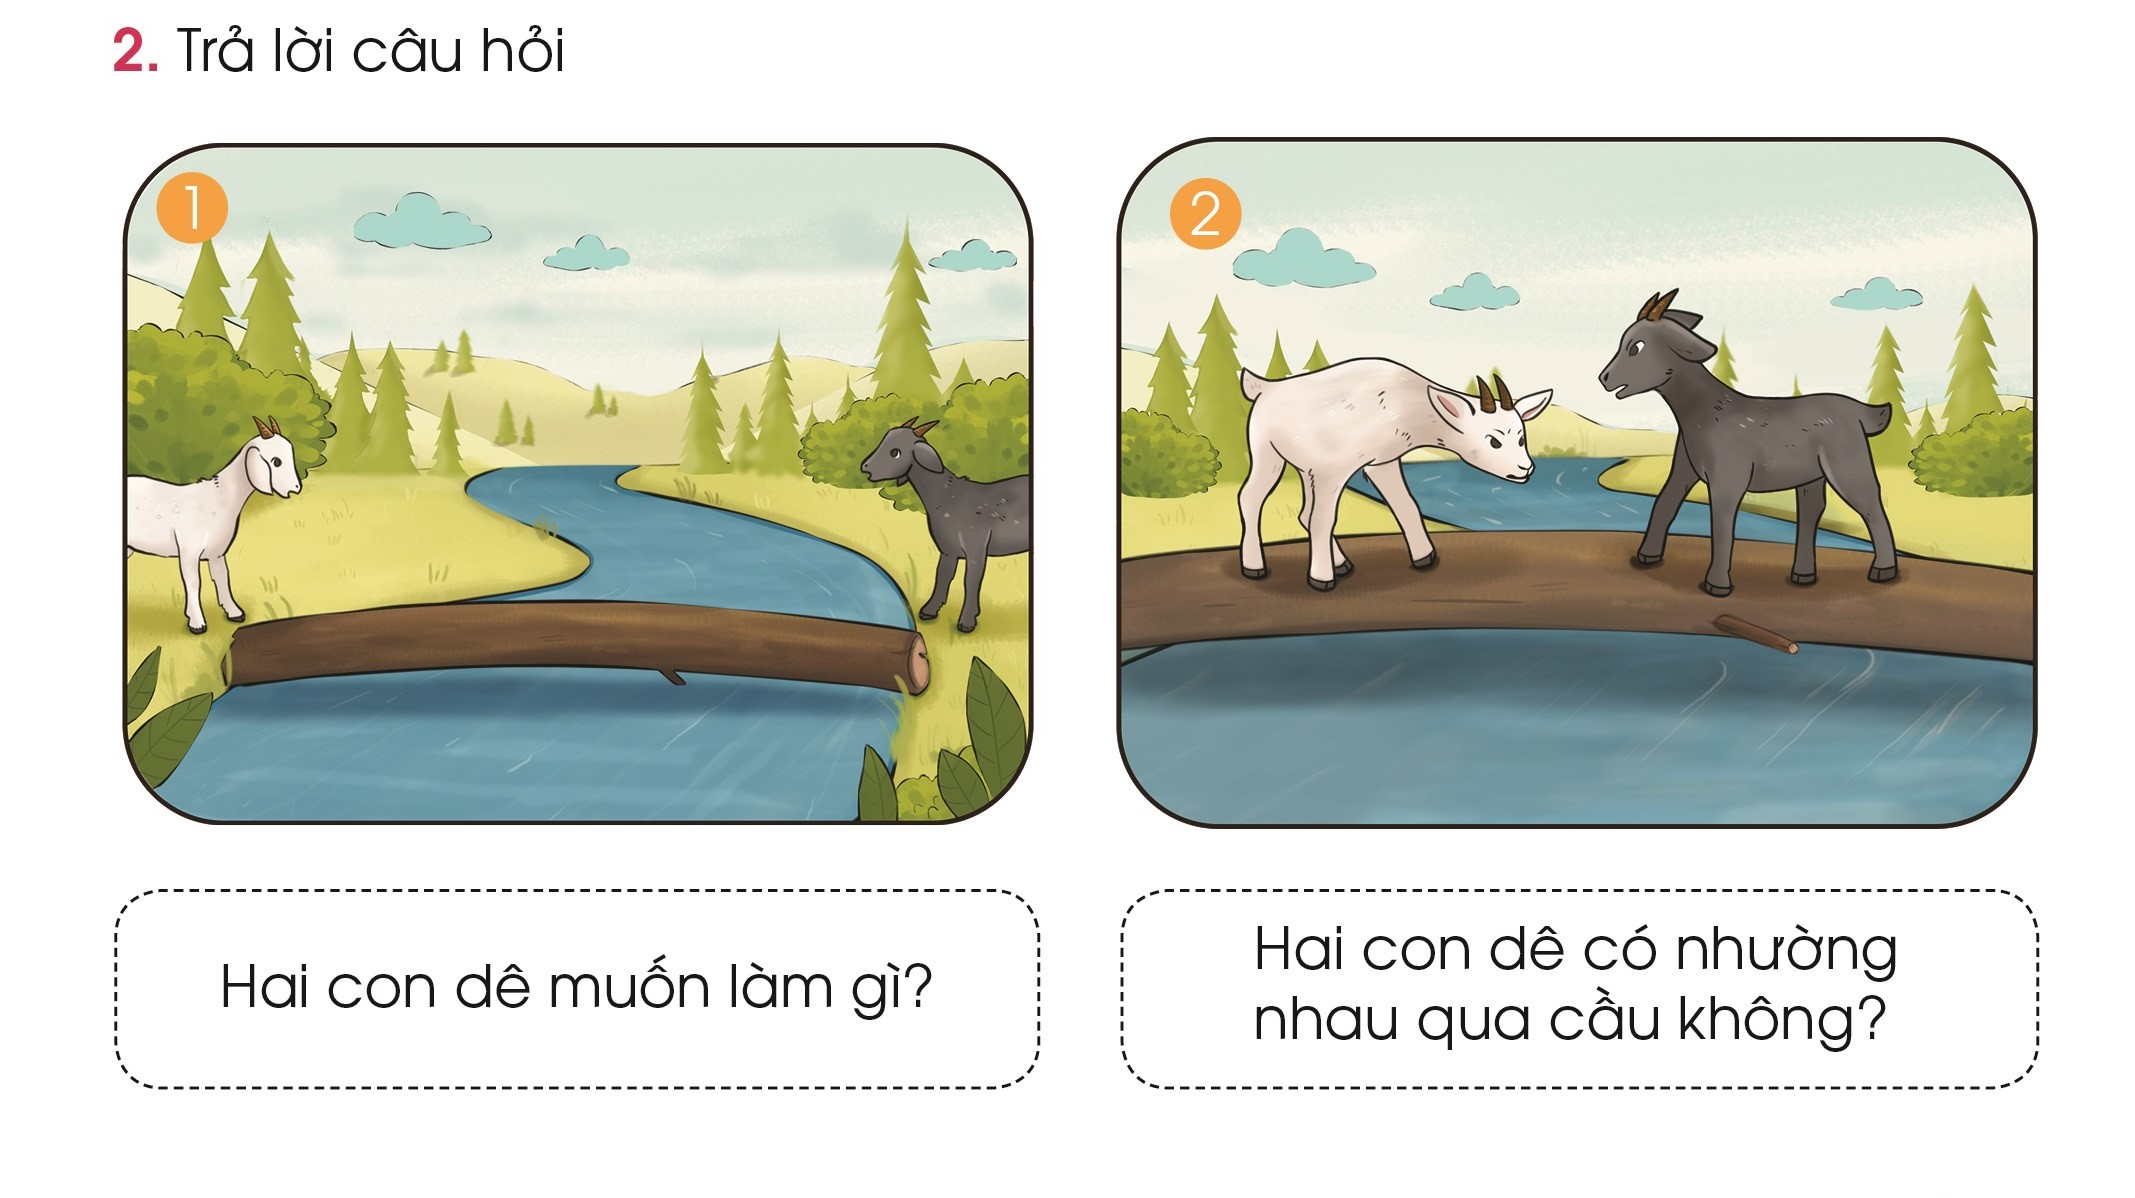 2. Trả lời câu hỏi
1
2
Hai con dê muốn làm gì?
Hai con dê có nhường
nhau qua cầu không?